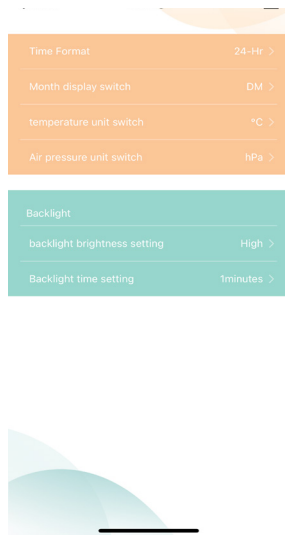 Time Format 24-Hr >
Month display switch DM >
temperature unit switch °C >
Air pressure unit switch hPa >
Backlight
backlight brightness setting High >
Backlight time setting 1minutes >